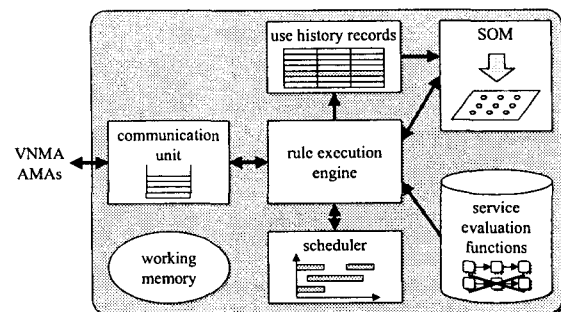 use history records
SOM
communication
unit
VNMA
AMAs
rule execution
engine
service
evaluation
functions
working
memory
scheduler